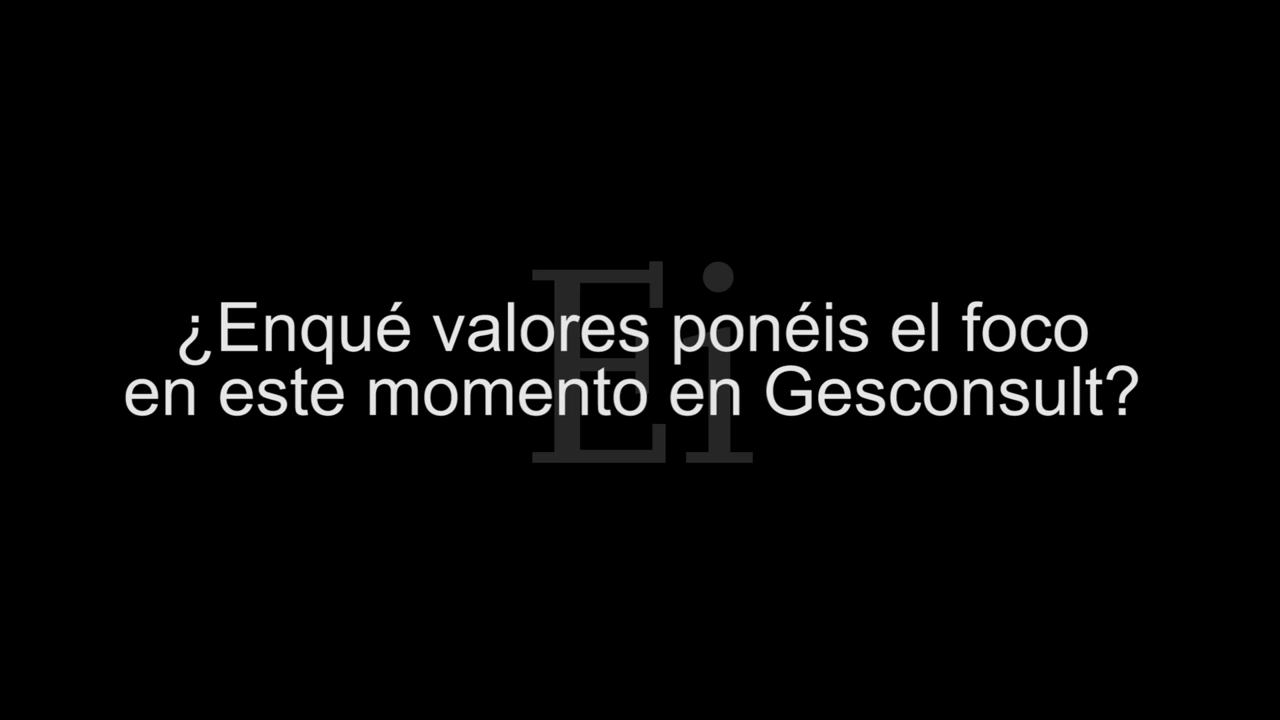 ¿Enqué valores ponéis el foco
en este momento en Gesconsult?
Ei